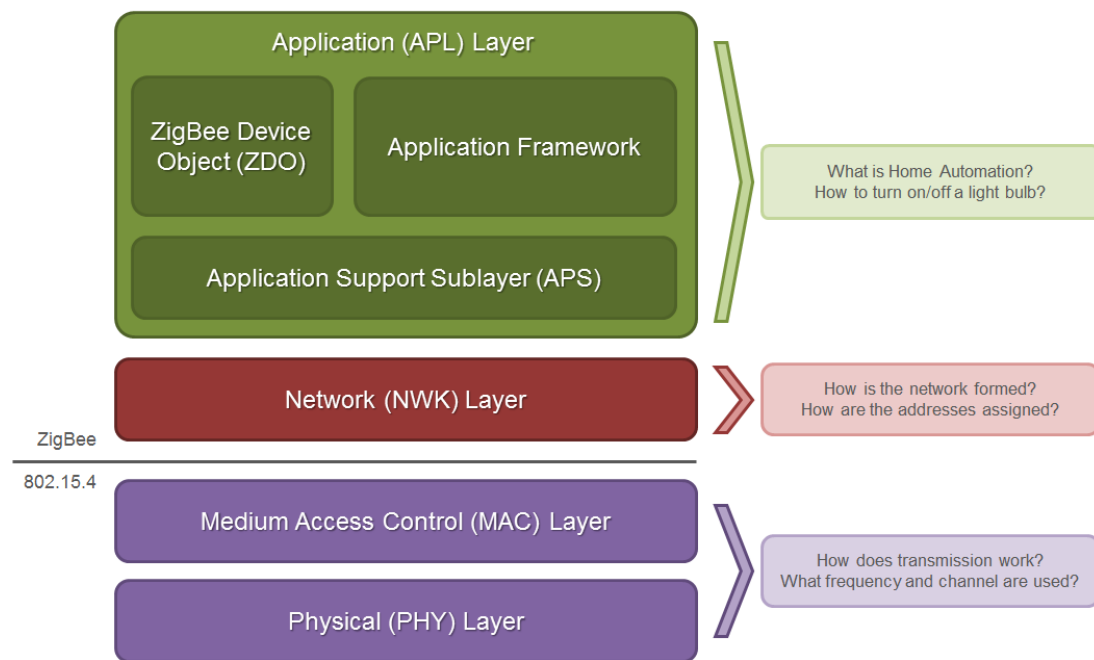 Application (APL) Layer
ZigBee Device
Object (ZDO)
Application Framework
Application Support Sublayer (APS)
What is Home Automation?
How to turn on/off a light bulb?
Network (NWK) Layer
How is the network formed?
How are the addresses assigned?
ZigBee
802.15.4
Medium Access Control (MAC) Layer
How does transmission work?
What frequency and channel are used?
Physical (PHY) Layer